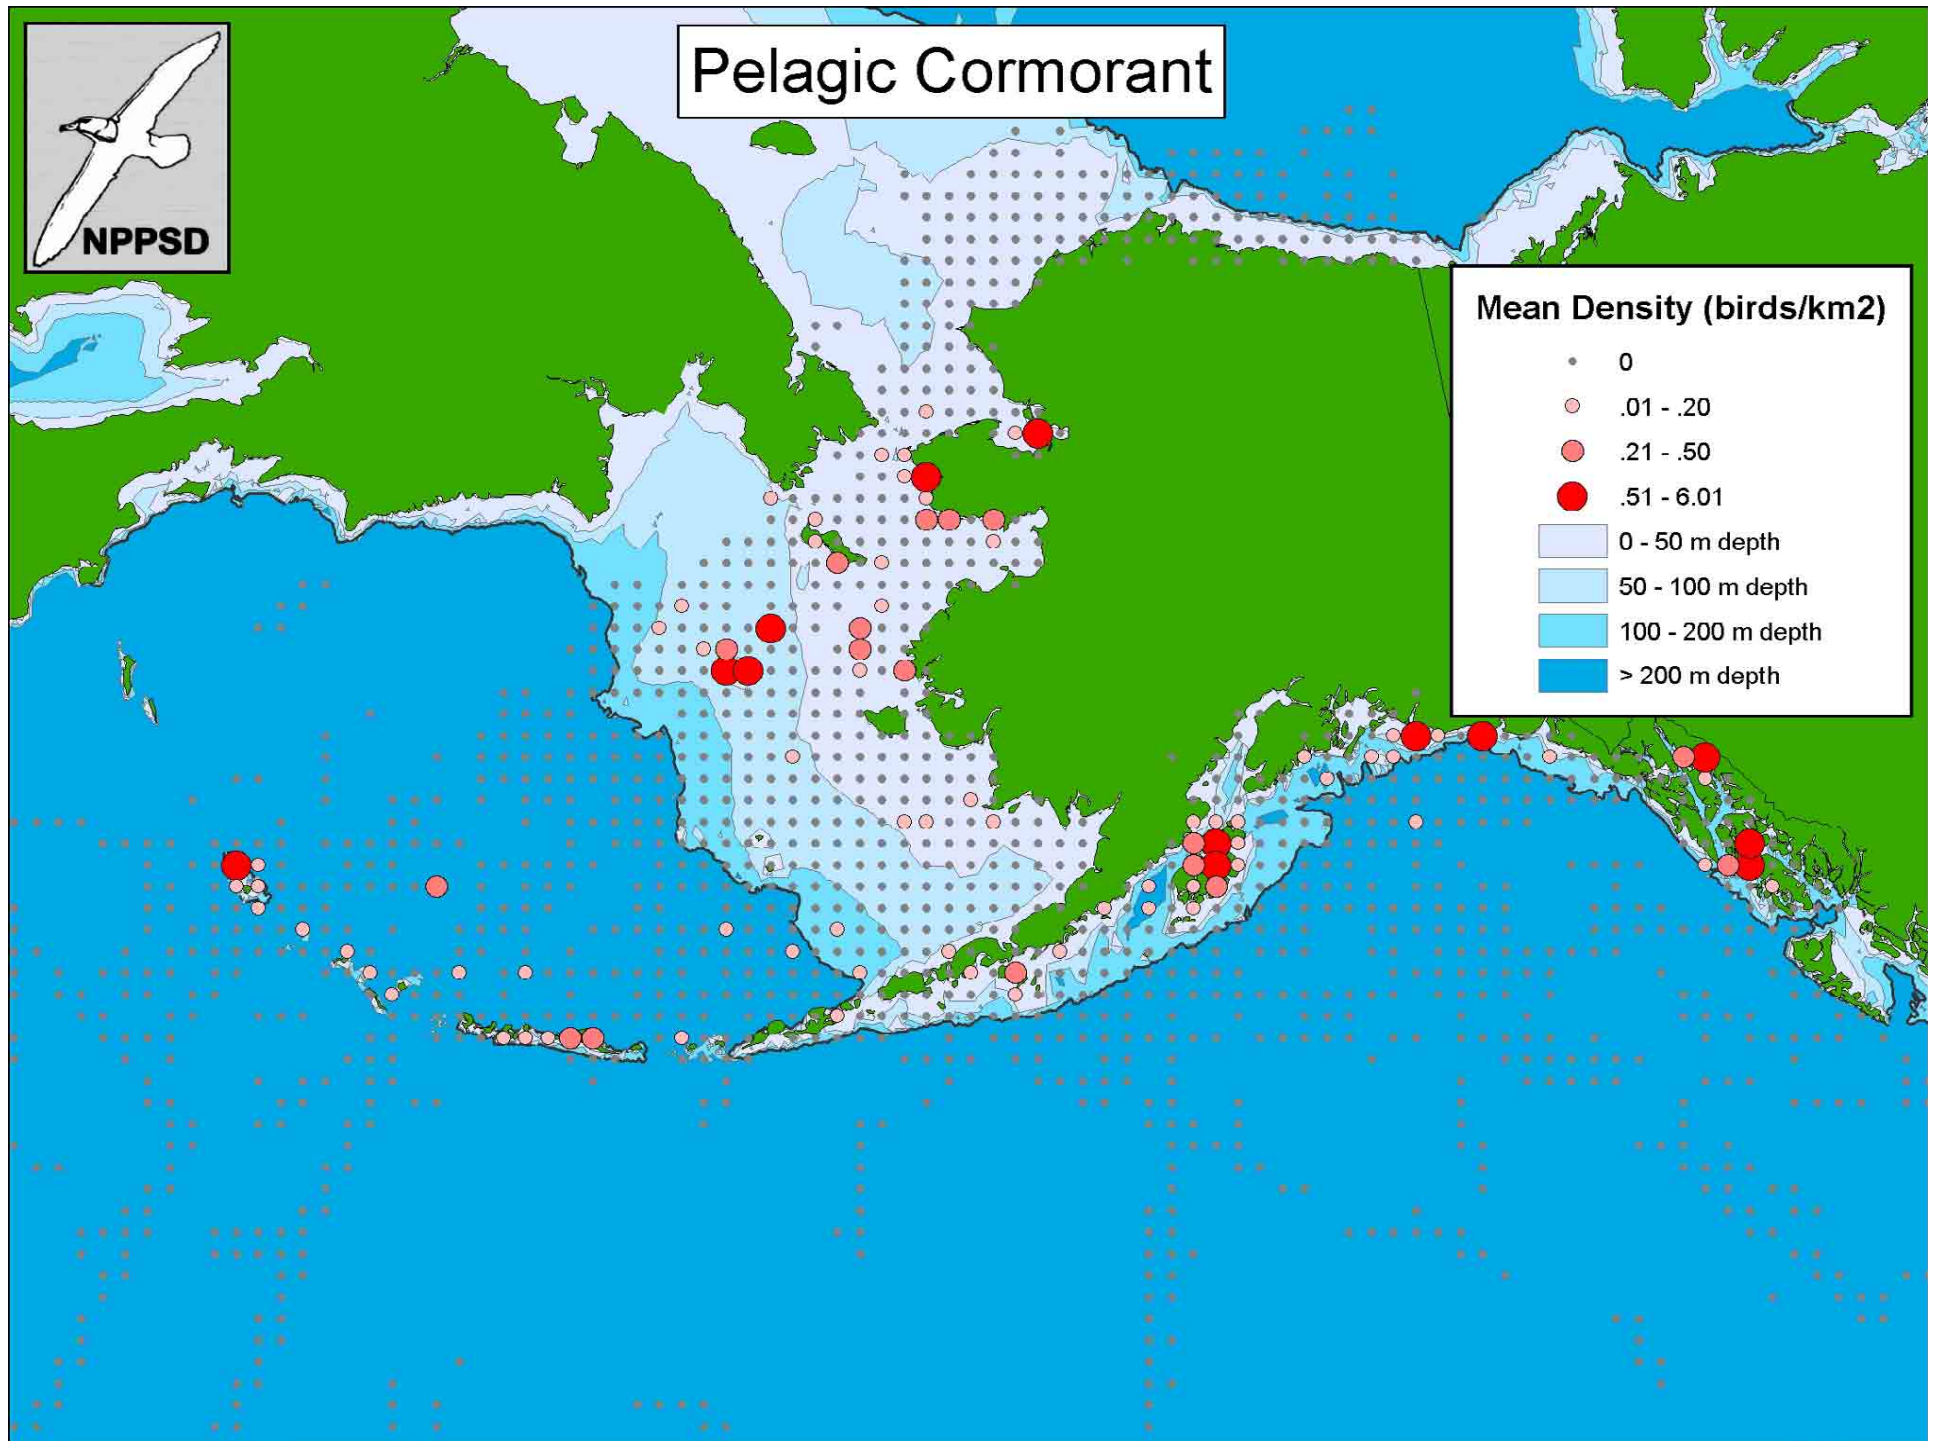 Pelagic Cormorant
NPPSD
Mean Density (birds/km2)
0
.01 - .20
.21 - .50
.51 - 6.01
0 - 50 m depth
50 - 100 m depth
100 - 200 m depth
> 200 m depth